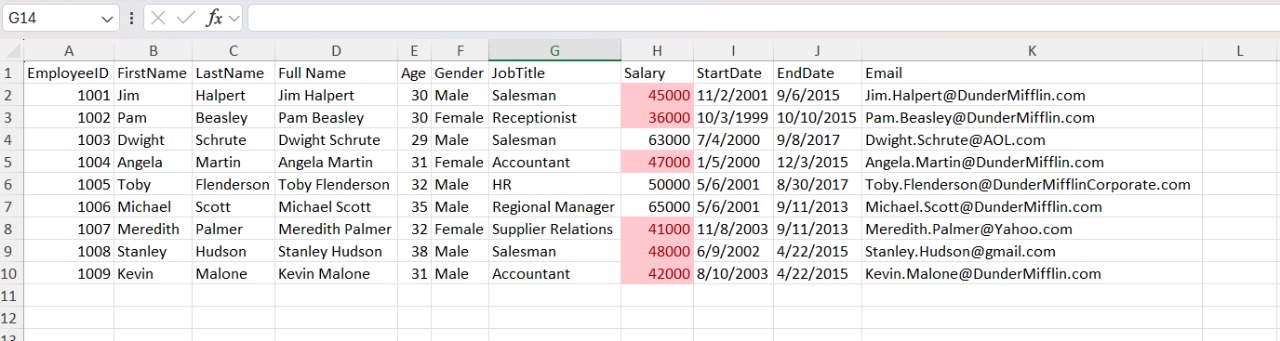 G14 fx
A B C D E F G H I J K L
1 EmployeeID FirstName LastName Full Name Age Gender JobTitle Salary StartDate EndDate Email
2 1001 Jim Halpert Jim Halpert 30 Male Salesman 45000 11/2/2001 9/6/2015 Jim.Halpert@DunderMifflin.com
3 1002 Pam Beasley Pam Beasley 30 Female Receptionist 36000 10/3/1999 10/10/2015 Pam.Beasley@DunderMifflin.com
4 1003 Dwight Schrute Dwight Schrute 29 Male Salesman 63000 7/4/2000 9/8/2017 Dwight.Schrute@AOL.com
5 1004 Angela Martin Angela Martin 31 Female Accountant 47000 1/5/2000 12/3/2015 Angela.Martin@DunderMifflin.com
6 1005 Toby Flenderson Toby Flenderson 32 Male HR 50000 5/6/2001 8/30/2017 Toby.Flenderson@DunderMifflinCorporate.com
7 1006 Michael Scott Michael Scott 35 Male Regional Manager 65000 5/6/2001 9/11/2013 Michael.Scott@DunderMifflin.com
8 1007 Meredith Palmer Meredith Palmer 32 Female Supplier Relations 41000 11/8/2003 9/11/2013 Meredith.Palmer@Yahoo.com
9 1008 Stanley Hudson Stanley Hudson 38 Male Salesman 48000 6/9/2002 4/22/2015 Stanley.Hudson@gmail.com
10 1009 Kevin Malone Kevin Malone 31 Male Accountant 42000 8/10/2003 4/22/2015 Kevin.Malone@DunderMifflin.com
11
12
13